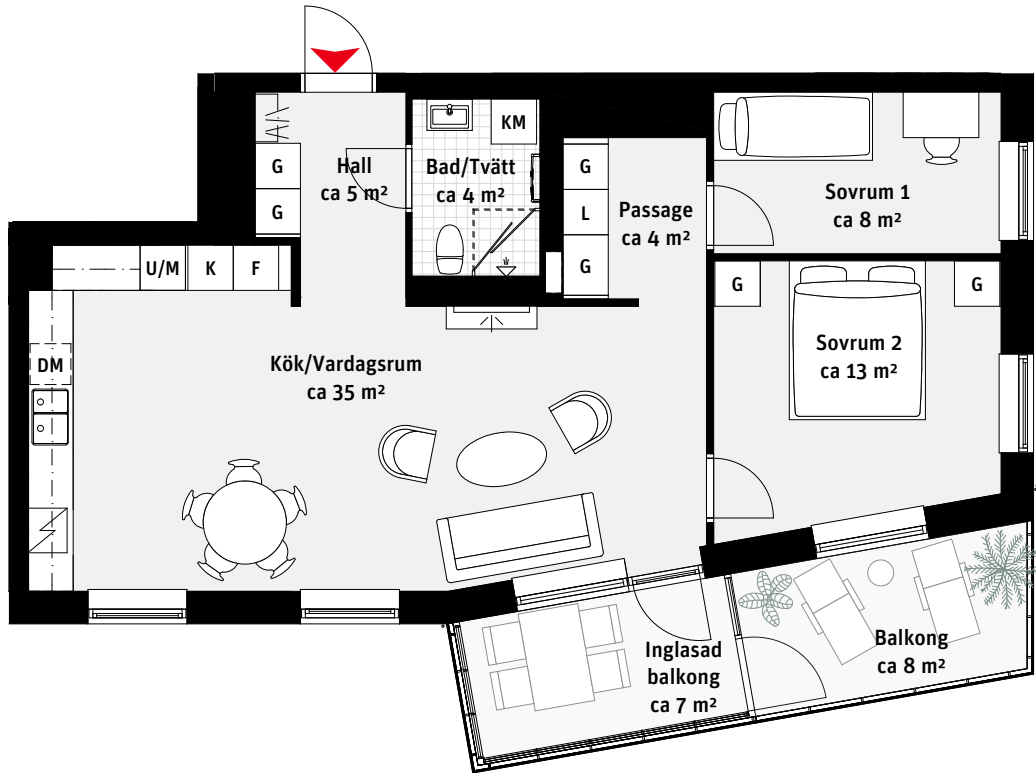 KM
G
Hall
ca 5 m²
Bad/Tvätt
ca 4 m²
G
G
L
G
Passage
ca 4 m²
Sovrum 1
ca 8 m²
U/M
K
F
G
G
Sovrum 2
ca 13 m²
DM
Kök/Vardagsrum
ca 35 m²
Inglasad
balkong
ca 7 m²
Balkong
ca 8 m²